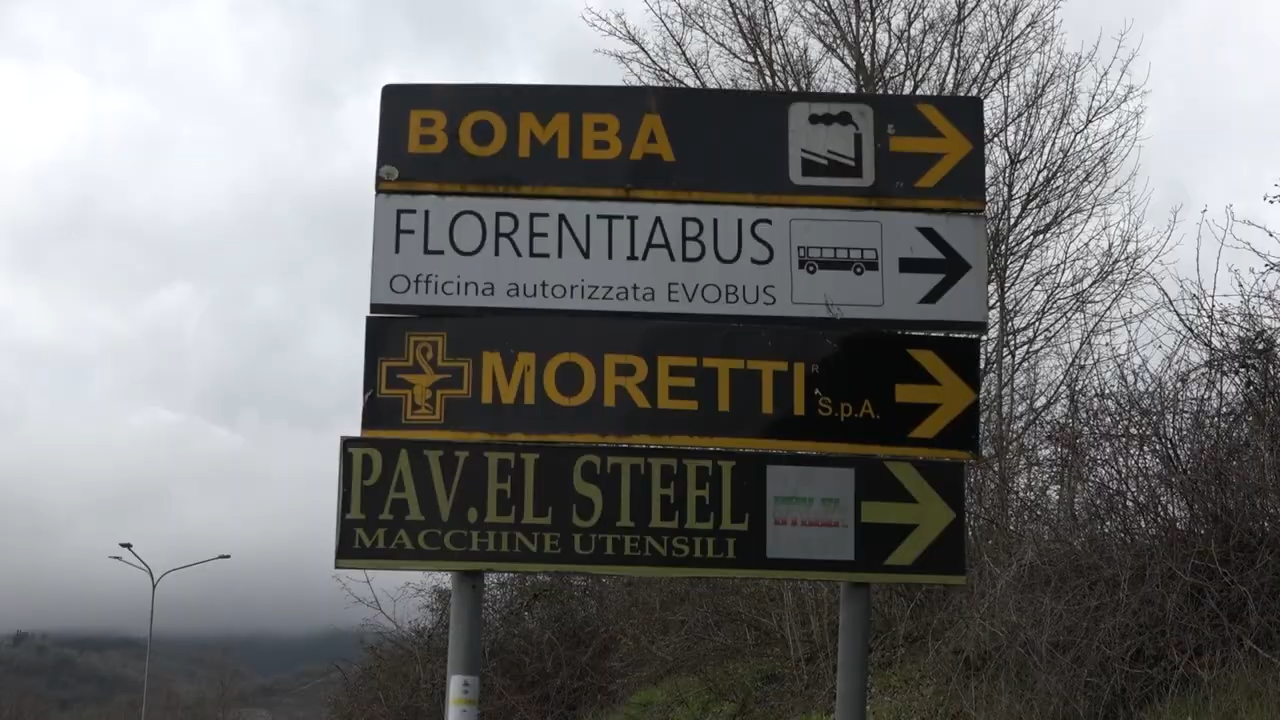 BOMBA
FLORENTIABUS
Officina autorizzata EVOBUS
MORETTI R S.p.A.
PAV.EL STEEL
MACCHINE UTENSILI